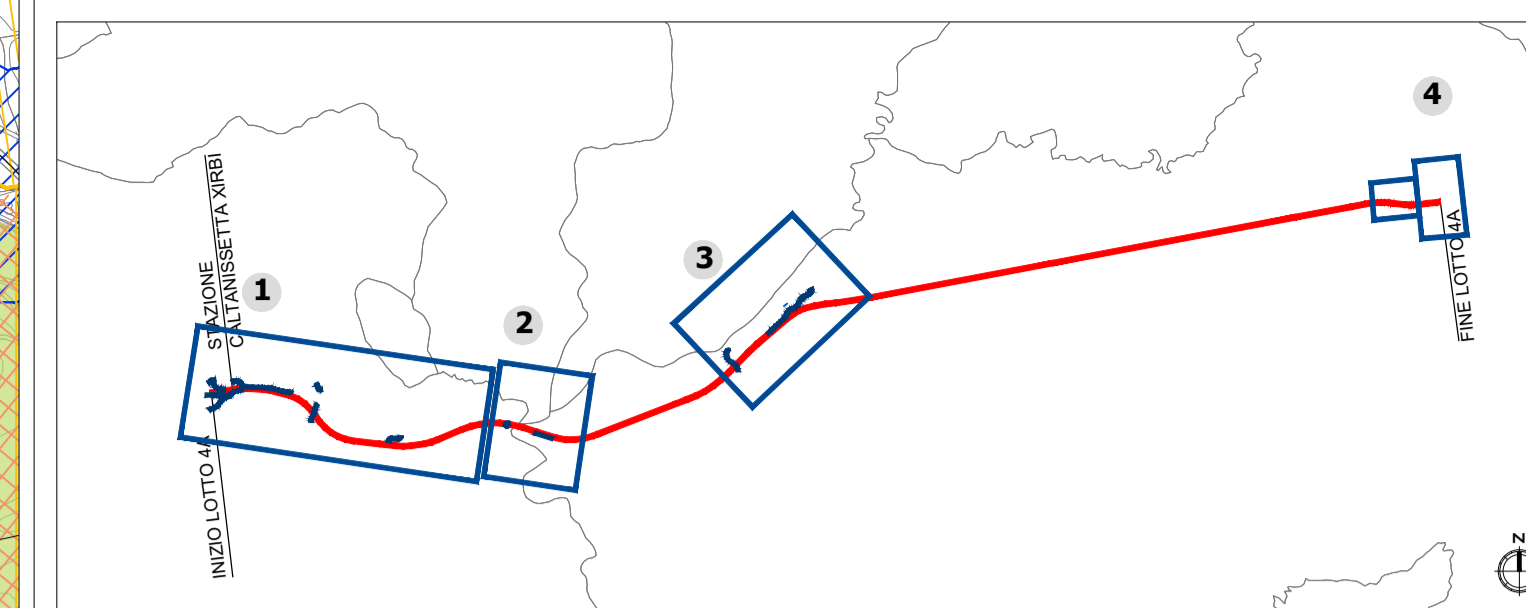 4
STAZIONE
CALTANISSETTA XIRBI
1
2
3
INIZIO LOTTO 4A
FINE LOTTO 4A
N